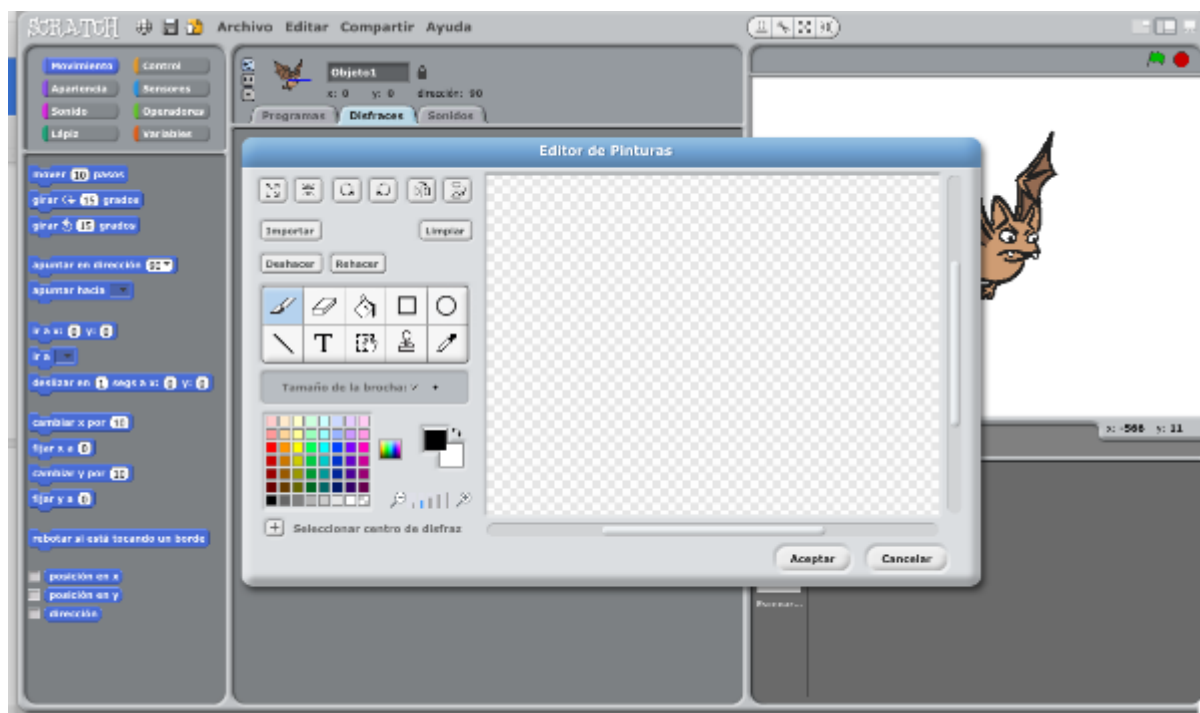 SCRATCH Archivo Editar Compartir Ayuda
Movimiento Control
Apariencia Sensores
Sonido Operadores
Lápiz Variables
Objeto1
x: 0 y: 0 dirección: 90
Programas Disfraces Sonidos
mover 10 pasos
girar 15 grados
girar 15 grados
apuntar en dirección 90
apuntar hacia
ir a x: 0 y: 0
ir a
deslizar en 1 segs a x: 0 y: 0
cambiar x por 10
fijar x a 0
cambiar y por 10
fijar y a 0
rebotar si está tocando un borde
posición en x
posición en y
dirección
Editor de Pinturas
Importar Limpiar
Deshacer Rehacer
T
Tamaño de la brocha:
Seleccionar centro de disfraz
Aceptar Cancelar
x: -566 y: 11